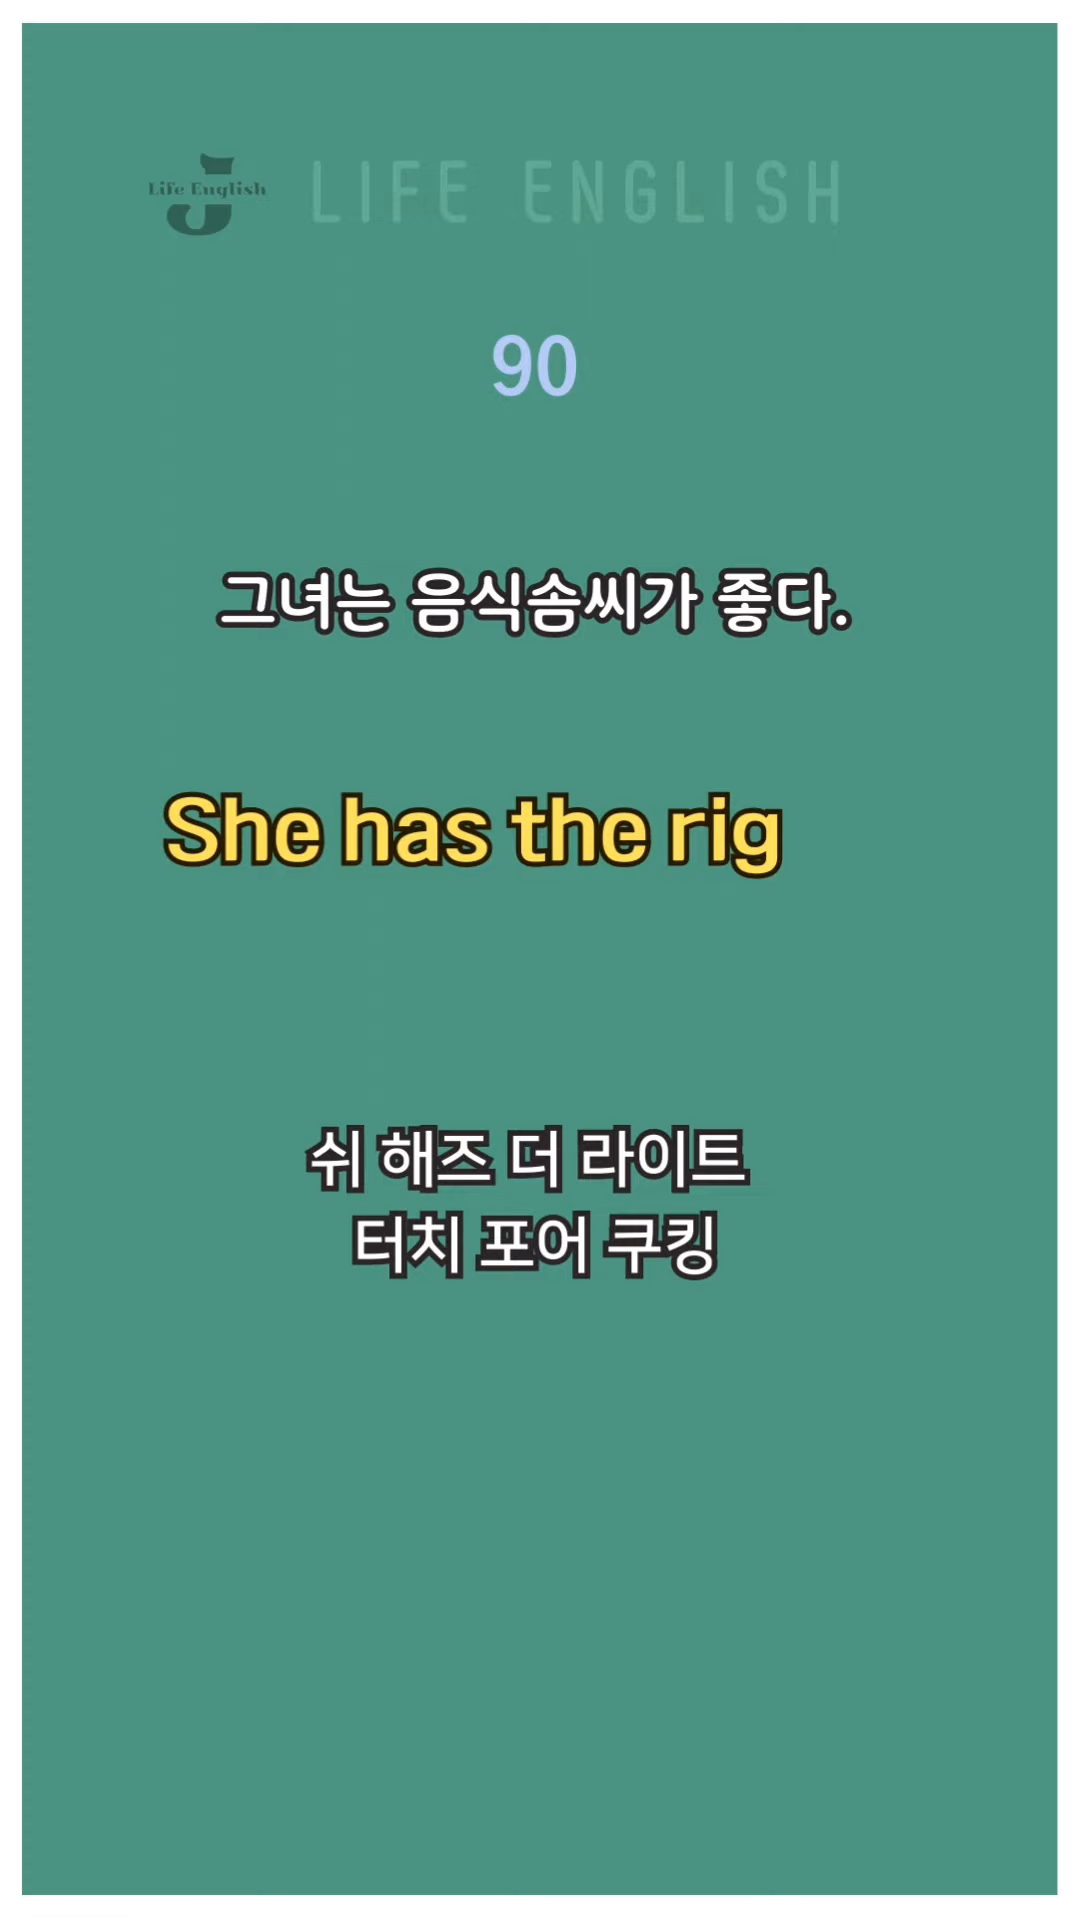 Life English
LIFE ENGLISH
90
그녀는 음식솜씨가 좋다.
She has the rig
쉬 해즈 더 라이트
터치 포어 쿠킹